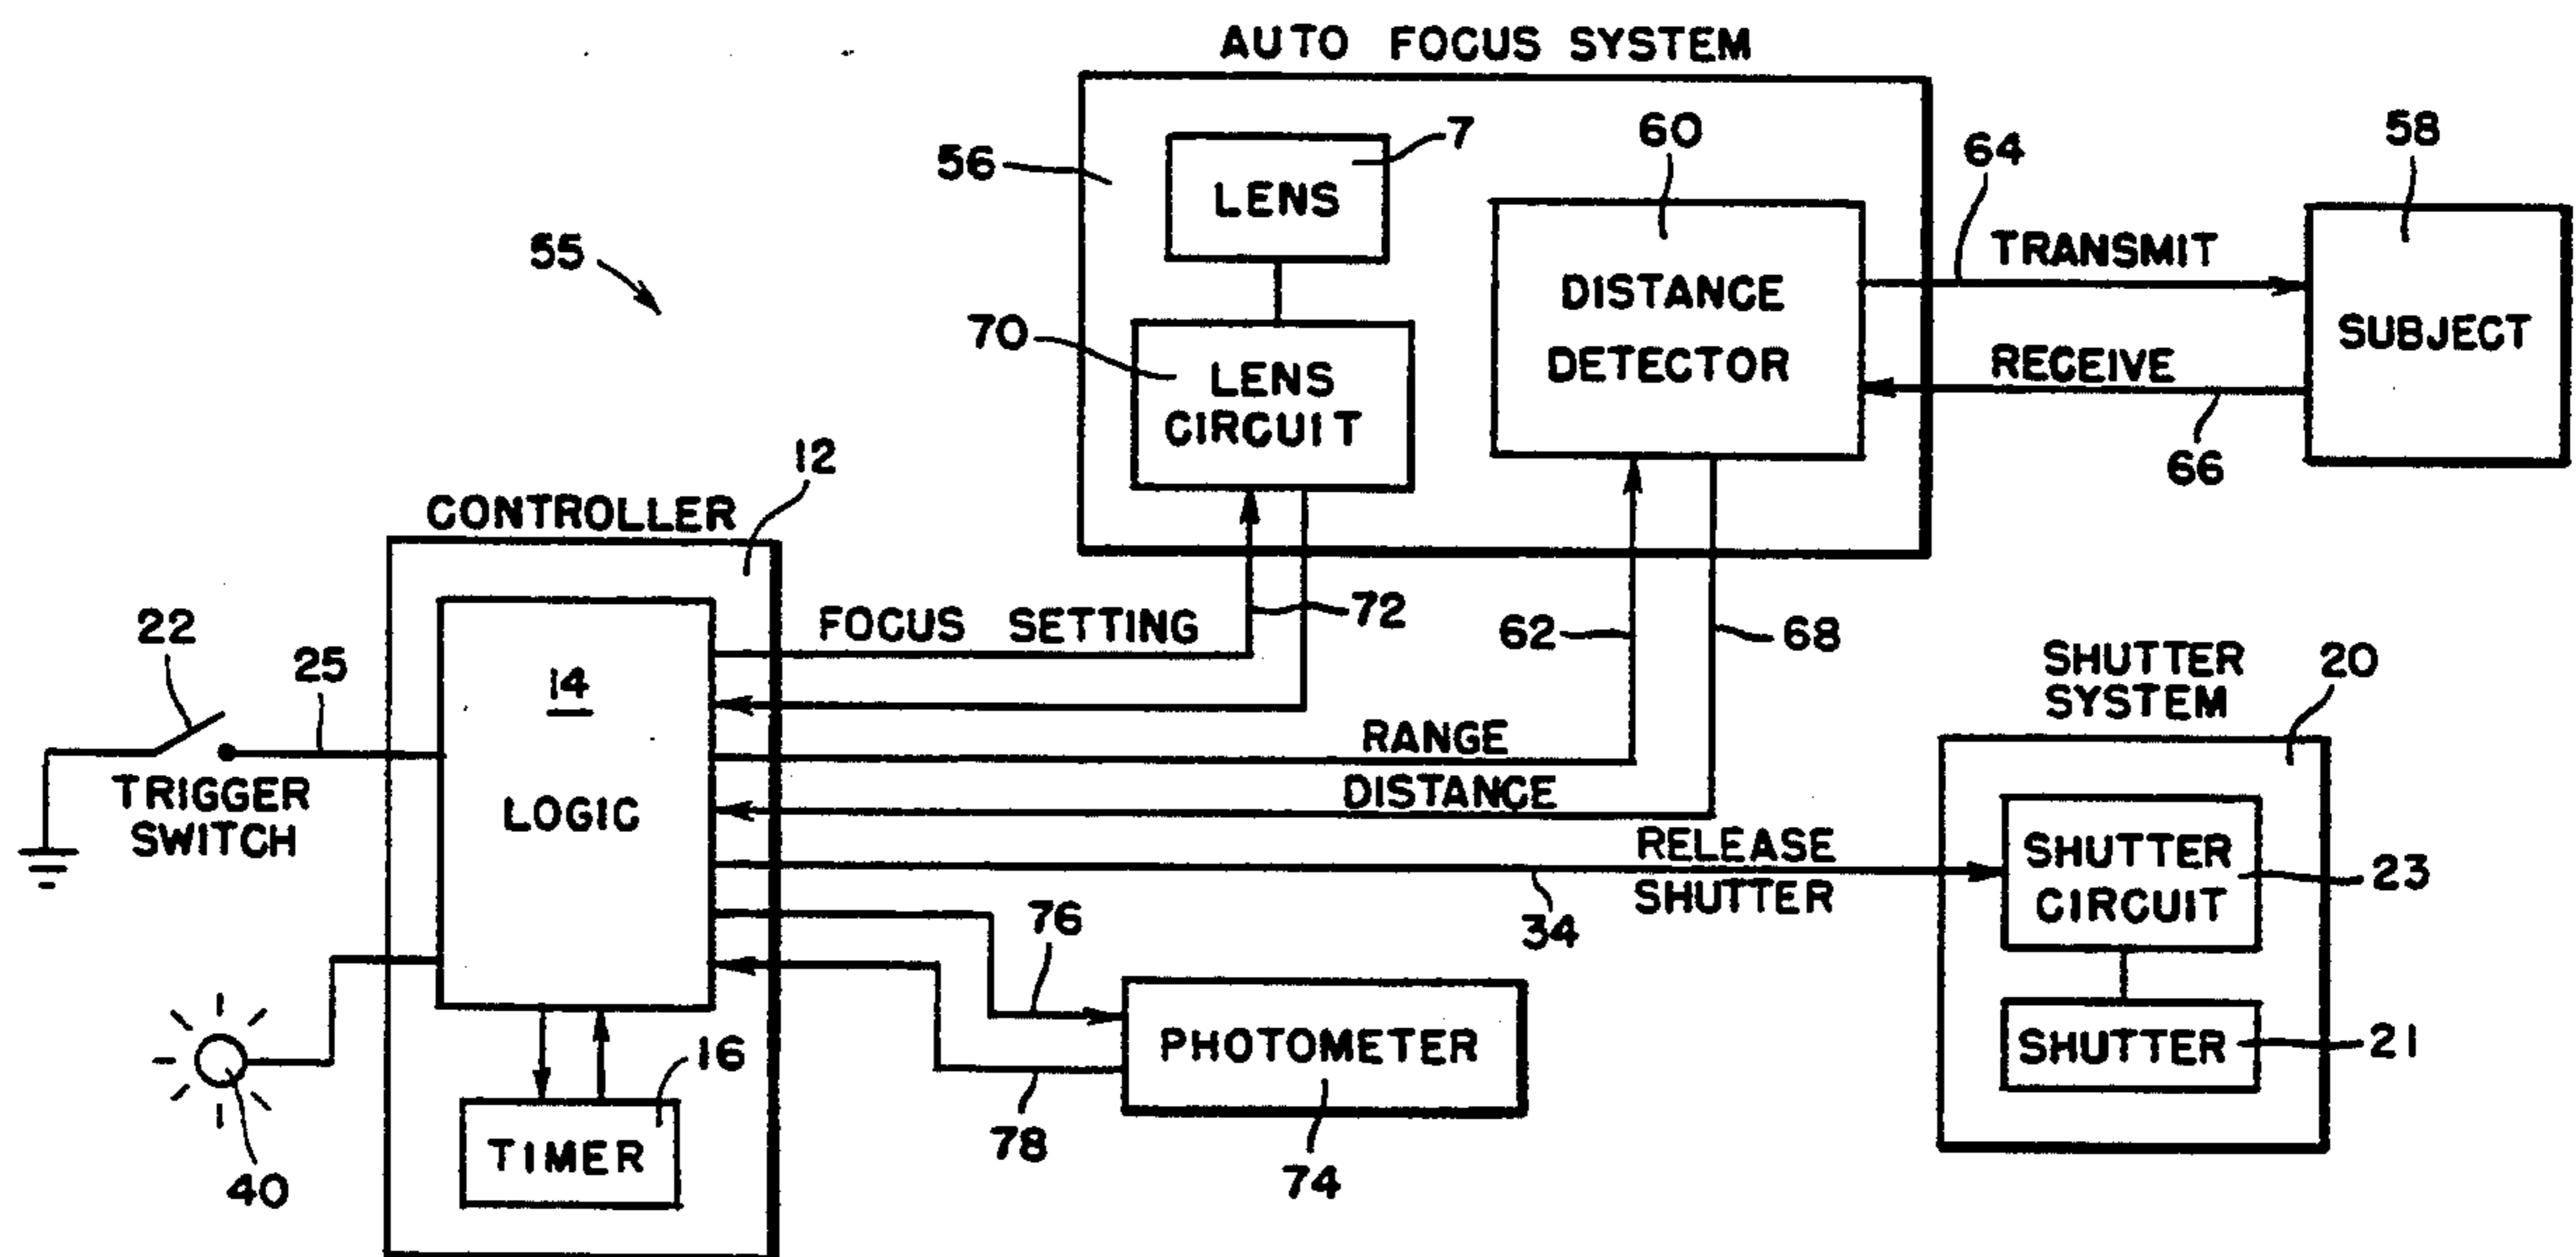 AUTO FOCUS SYSTEM
56
LENS
7
60
64
58
55
70
LENS
CIRCUIT
DISTANCE
DETECTOR
TRANSMIT
RECEIVE
66
SUBJECT
CONTROLLER
12
22
25
TRIGGER
SWITCH
14
LOGIC
FOCUS SETTING
72
62
68
RANGE
DISTANCE
RELEASE
SHUTTER
34
SHUTTER
SYSTEM
20
SHUTTER
CIRCUIT
23
SHUTTER
21
76
PHOTOMETER
78
74
40
16
TIMER